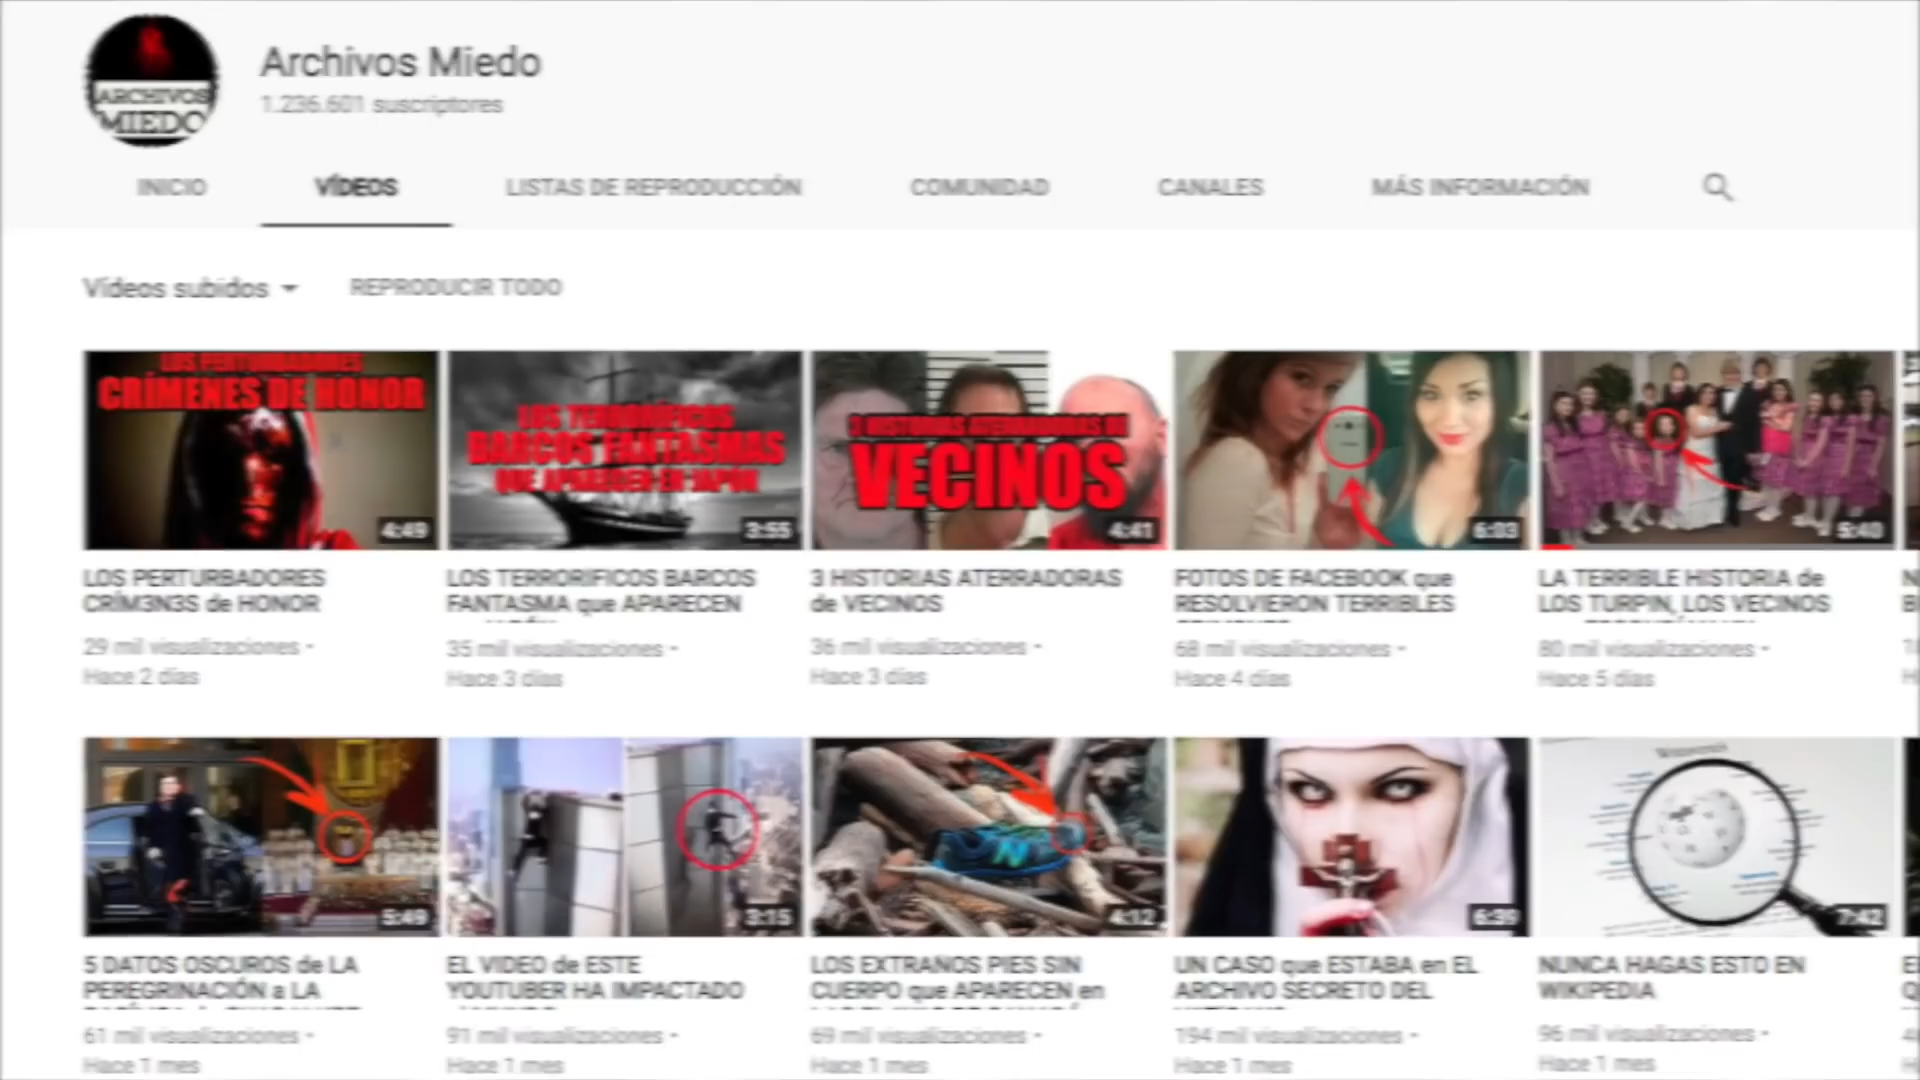 Archivos Miedo
1.236.601 suscriptores
ARCHIVOS
MIEDO
INICIO
VÍDEOS
LISTAS DE REPRODUCCIÓN
COMUNIDAD
CANALES
MÁS INFORMACIÓN
Vídeos subidos
REPRODUCIR TODO
LOS PERTURBADORES
CRÍMENES DE HONOR
4:49
LOS TERRORÍFICOS
BARCOS FANTASMAS
QUE APARECEN EN JAPÓN
3:55
3 HISTORIAS ATERRADORAS DE
VECINOS
4:41
6:03
5:40
LOS PERTURBADORES
CRÍM3N3S de HONOR
29 mil visualizaciones •
Hace 2 días
LOS TERRORÍFICOS BARCOS
FANTASMA que APARECEN
35 mil visualizaciones •
Hace 3 días
3 HISTORIAS ATERRADORAS
de VECINOS
36 mil visualizaciones •
Hace 3 días
FOTOS DE FACEBOOK que
RESOLVIERON TERRIBLES
68 mil visualizaciones •
Hace 4 días
LA TERRIBLE HISTORIA de
LOS TURPIN, LOS VECINOS
80 mil visualizaciones •
Hace 5 días
5:49
3:15
N
4:12
6:39
7:42
5 DATOS OSCUROS de LA
PEREGRINACIÓN a LA
61 mil visualizaciones •
Hace 1 mes
EL VIDEO de ESTE
YOUTUBER HA IMPACTADO
91 mil visualizaciones •
Hace 1 mes
LOS EXTRAÑOS PIES SIN
CUERPO que APARECEN en
69 mil visualizaciones •
Hace 1 mes
UN CASO que ESTABA en EL
ARCHIVO SECRETO DEL
194 mil visualizaciones •
Hace 1 mes
NUNCA HAGAS ESTO EN
WIKIPEDIA
96 mil visualizaciones •
Hace 1 mes